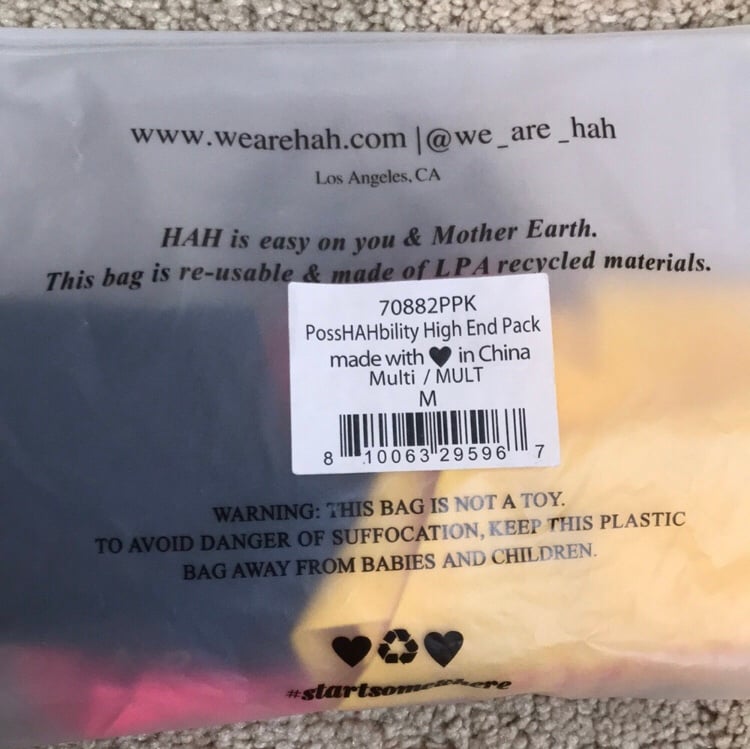 www.wearehah.com | @we_are_hah
Los Angeles, CA
HAH is easy on you & Mother Earth.
This bag is re-usable & made of LPA recycled materials.
70882PPK
PossHAHbility High End Pack
made with ♥ in China
Multi / MULT
M
8 10063 29596 7
WARNING: THIS BAG IS NOT A TOY.
TO AVOID DANGER OF SUFFOCATION, KEEP THIS PLASTIC
BAG AWAY FROM BABIES AND CHILDREN.
#startsomewhere